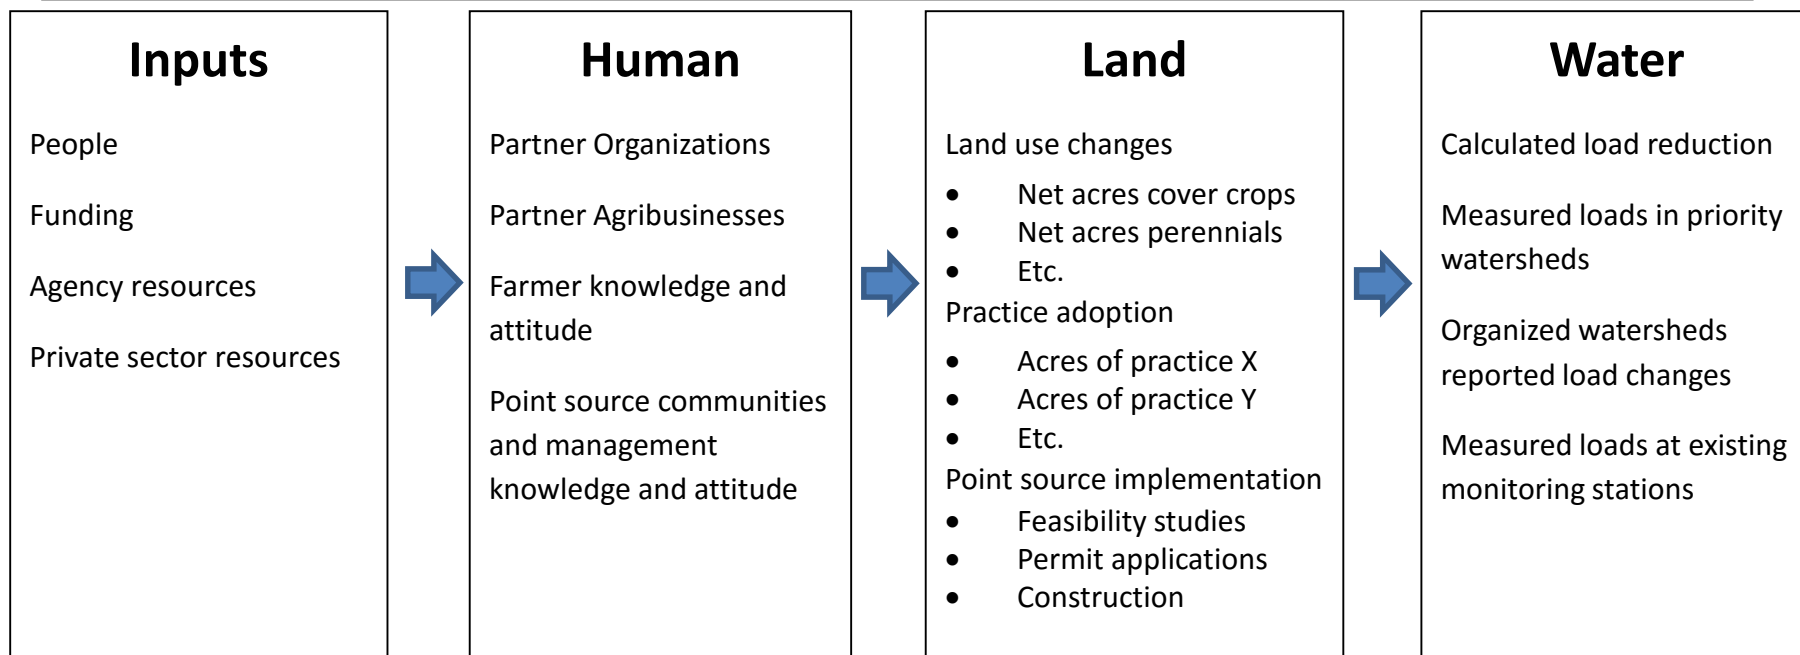 Inputs
People
Funding
Agency resources
Private sector resources
Human
Partner Organizations
Partner Agribusinesses
Farmer knowledge and
attitude
Point source communities
and management
knowledge and attitude
Land
Land use changes
• Net acres cover crops
• Net acres perennials
• Etc.
Practice adoption
• Acres of practice X
• Acres of practice Y
• Etc.
Point source implementation
• Feasibility studies
• Permit applications
• Construction
Water
Calculated load reduction
Measured loads in priority
watersheds
Organized watersheds
reported load changes
Measured loads at existing
monitoring stations